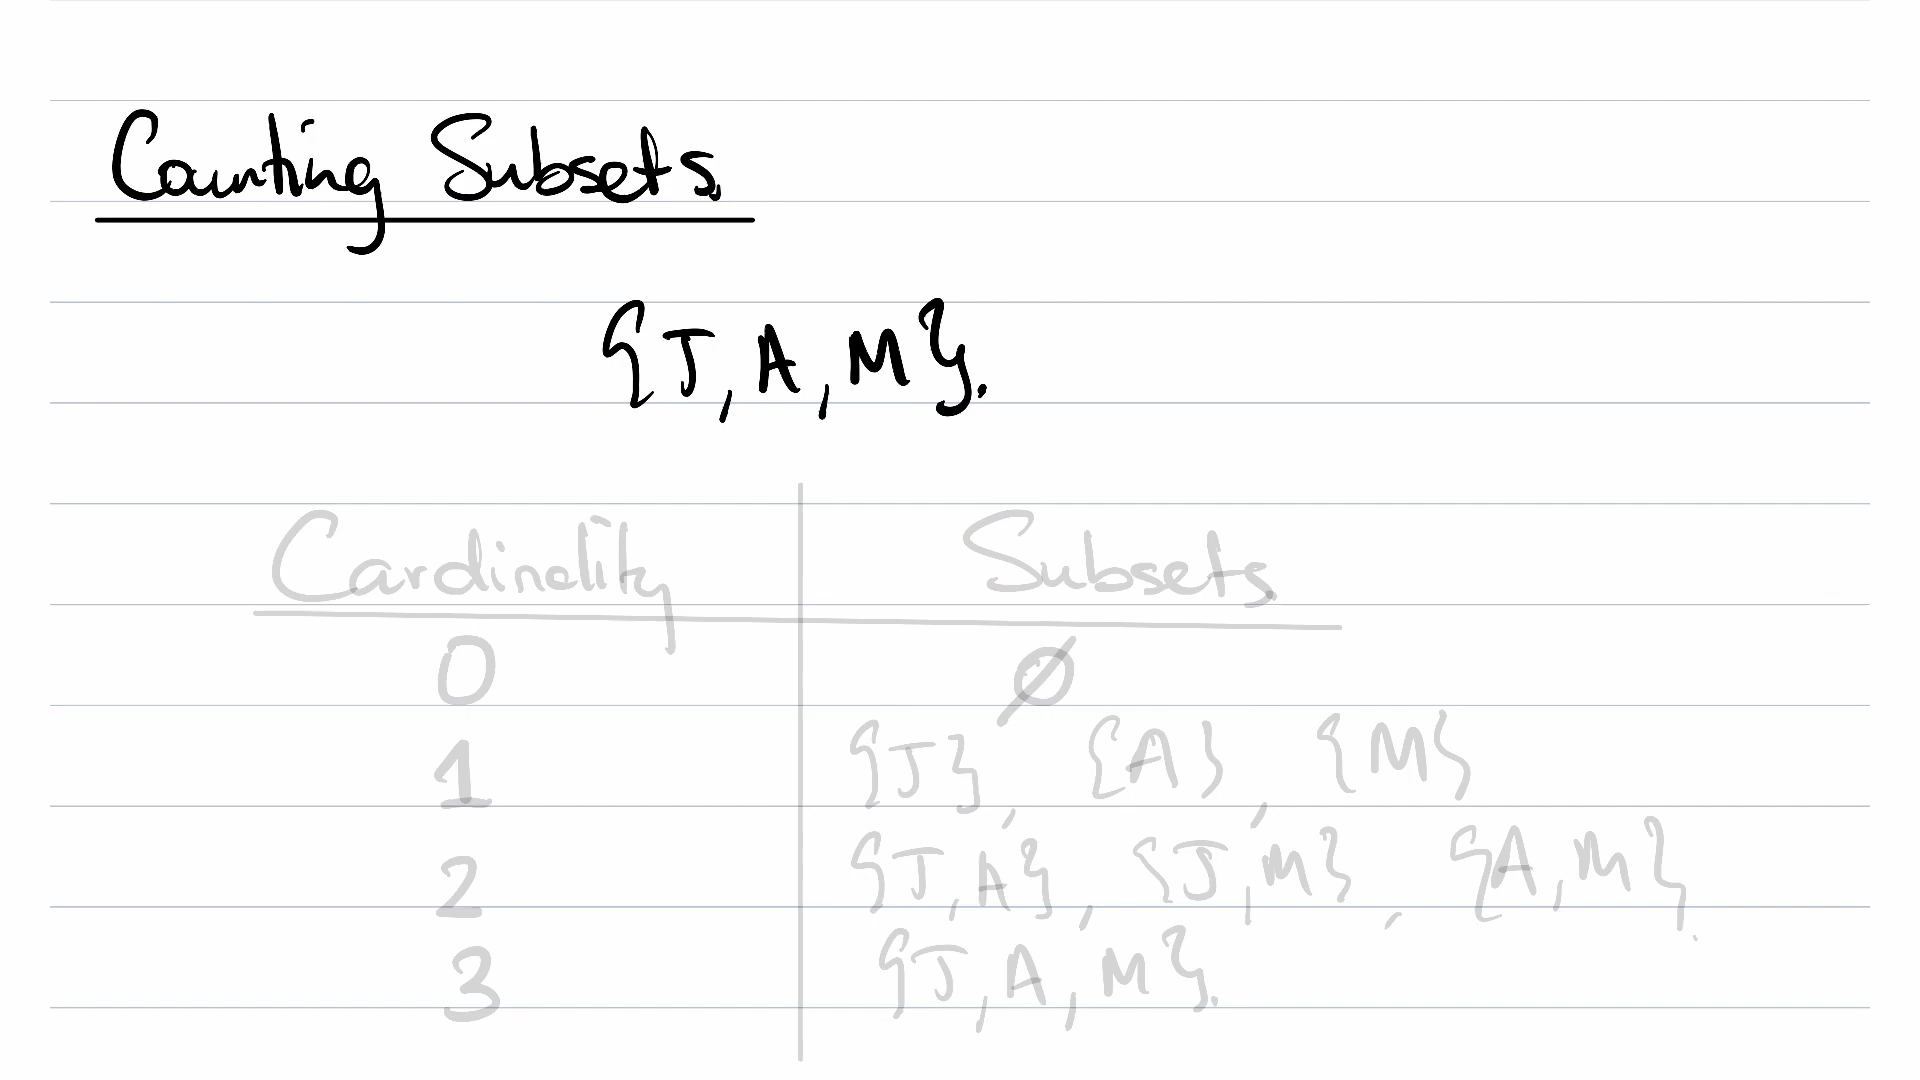 Counting Subsets
{J, A, M}.
Cardinality Subsets
0 ∅
1 {J}, {A}, {M}
2 {J, A}, {J, M}, {A, M}.
3 {J, A, M}.